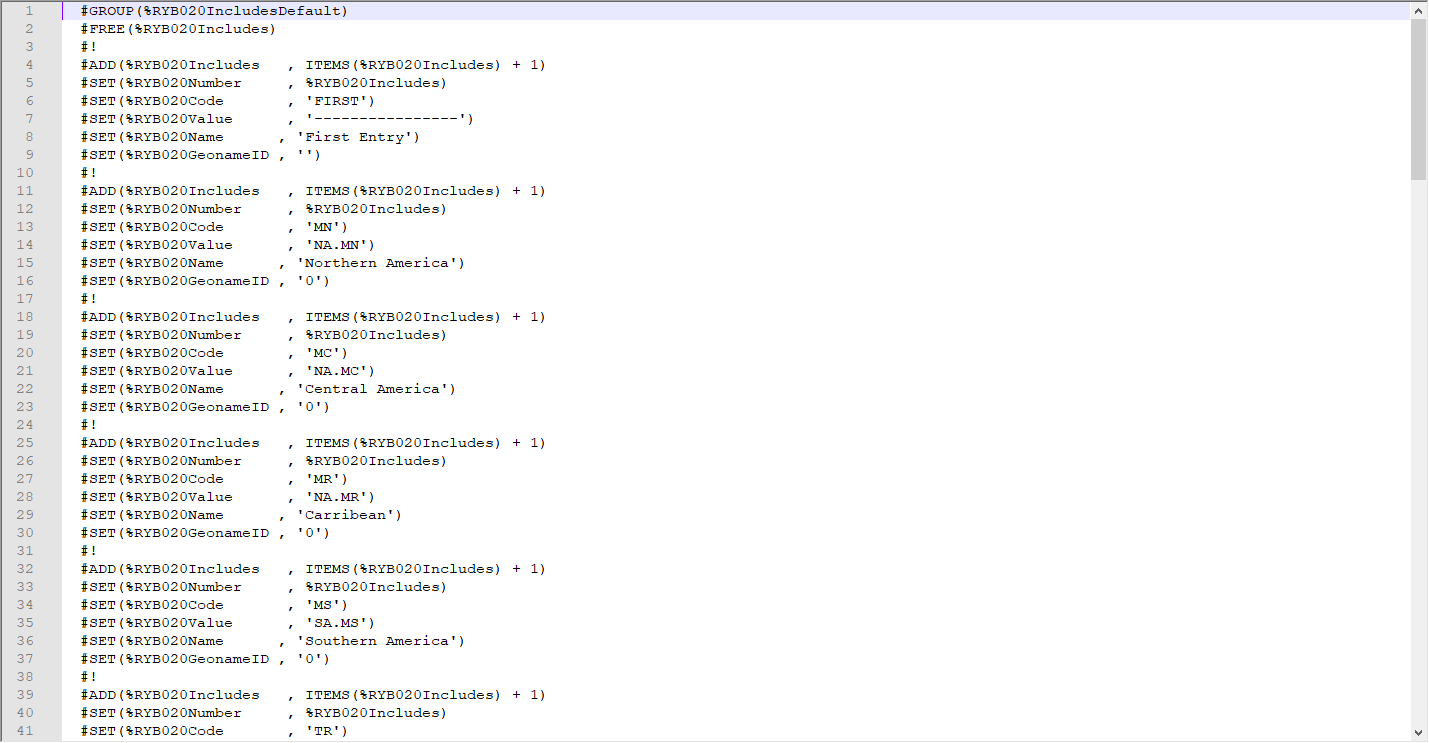 1 #GROUP(%RYB020IncludesDefault)
2 #FREE(%RYB020Includes)
3 #!
4 #ADD(%RYB020Includes   , ITEMS(%RYB020Includes) + 1)
5 #SET(%RYB020Number     , %RYB020Includes)
6 #SET(%RYB020Code       , 'FIRST')
7 #SET(%RYB020Value      , '----------------')
8 #SET(%RYB020Name      , 'First Entry')
9 #SET(%RYB020GeonameID , '')
10 #!
11 #ADD(%RYB020Includes   , ITEMS(%RYB020Includes) + 1)
12 #SET(%RYB020Number     , %RYB020Includes)
13 #SET(%RYB020Code       , 'MN')
14 #SET(%RYB020Value      , 'NA.MN')
15 #SET(%RYB020Name      , 'Northern America')
16 #SET(%RYB020GeonameID , '0')
17 #!
18 #ADD(%RYB020Includes   , ITEMS(%RYB020Includes) + 1)
19 #SET(%RYB020Number     , %RYB020Includes)
20 #SET(%RYB020Code       , 'MC')
21 #SET(%RYB020Value      , 'NA.MC')
22 #SET(%RYB020Name      , 'Central America')
23 #SET(%RYB020GeonameID , '0')
24 #!
25 #ADD(%RYB020Includes   , ITEMS(%RYB020Includes) + 1)
26 #SET(%RYB020Number     , %RYB020Includes)
27 #SET(%RYB020Code       , 'MR')
28 #SET(%RYB020Value      , 'NA.MR')
29 #SET(%RYB020Name      , 'Carribean')
30 #SET(%RYB020GeonameID , '0')
31 #!
32 #ADD(%RYB020Includes   , ITEMS(%RYB020Includes) + 1)
33 #SET(%RYB020Number     , %RYB020Includes)
34 #SET(%RYB020Code       , 'MS')
35 #SET(%RYB020Value      , 'SA.MS')
36 #SET(%RYB020Name      , 'Southern America')
37 #SET(%RYB020GeonameID , '0')
38 #!
39 #ADD(%RYB020Includes   , ITEMS(%RYB020Includes) + 1)
40 #SET(%RYB020Number     , %RYB020Includes)
41 #SET(%RYB020Code       , 'TR')